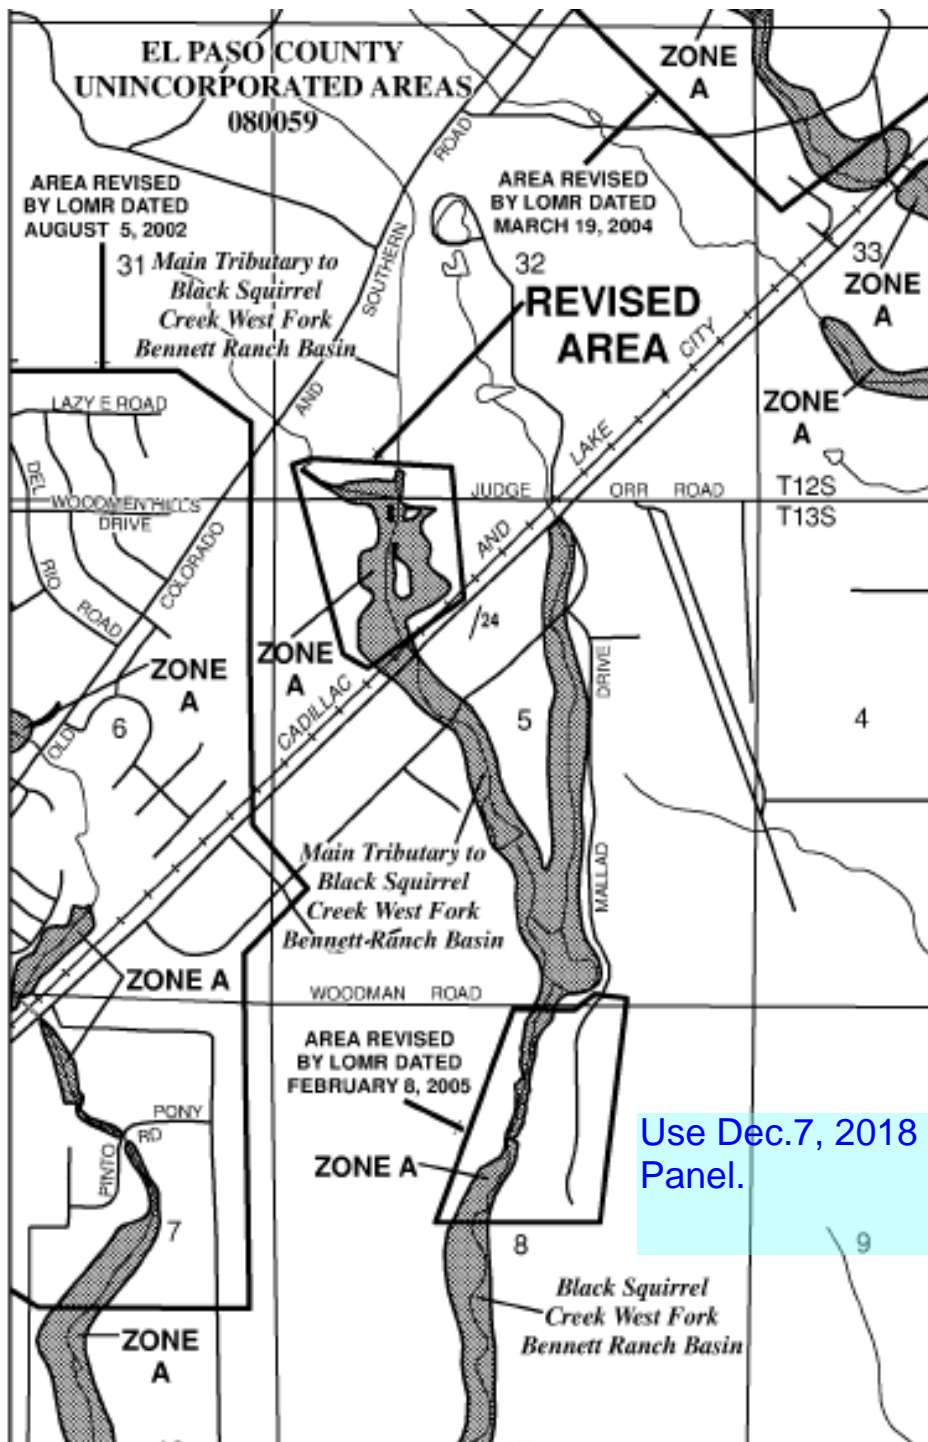 EL PASO COUNTY
UNINCORPORATED AREAS
080059
ZONE
A
ROAD
AREA REVISED
BY LOMR DATED
AUGUST 5, 2002
AREA REVISED
BY LOMR DATED
MARCH 19, 2004
SOUTHERN
31
Main Tributary to
Black Squirrel
Creek West Fork
Bennett Ranch Basin
32
33
ZONE
A
REVISED
AREA
CITY
LAKE
AND
ZONE
A
LAZY E ROAD
DEL
RIO
ROAD
WOODMEN HILLS
DRIVE
COLORADO
JUDGE ORR ROAD
T12S
T13S
AND
/24
ZONE
A
ZONE
A
CADILLAC
DRIVE
OLD
6
5
4
Main Tributary to
Black Squirrel
Creek West Fork
Bennett Ranch Basin
MALLAD
ZONE A
WOODMAN ROAD
AREA REVISED
BY LOMR DATED
FEBRUARY 8, 2005
PONY
RD
PINTO
ZONE A
Use Dec.7, 2018
Panel.
7
8
9
Black Squirrel
Creek West Fork
Bennett Ranch Basin
ZONE
A